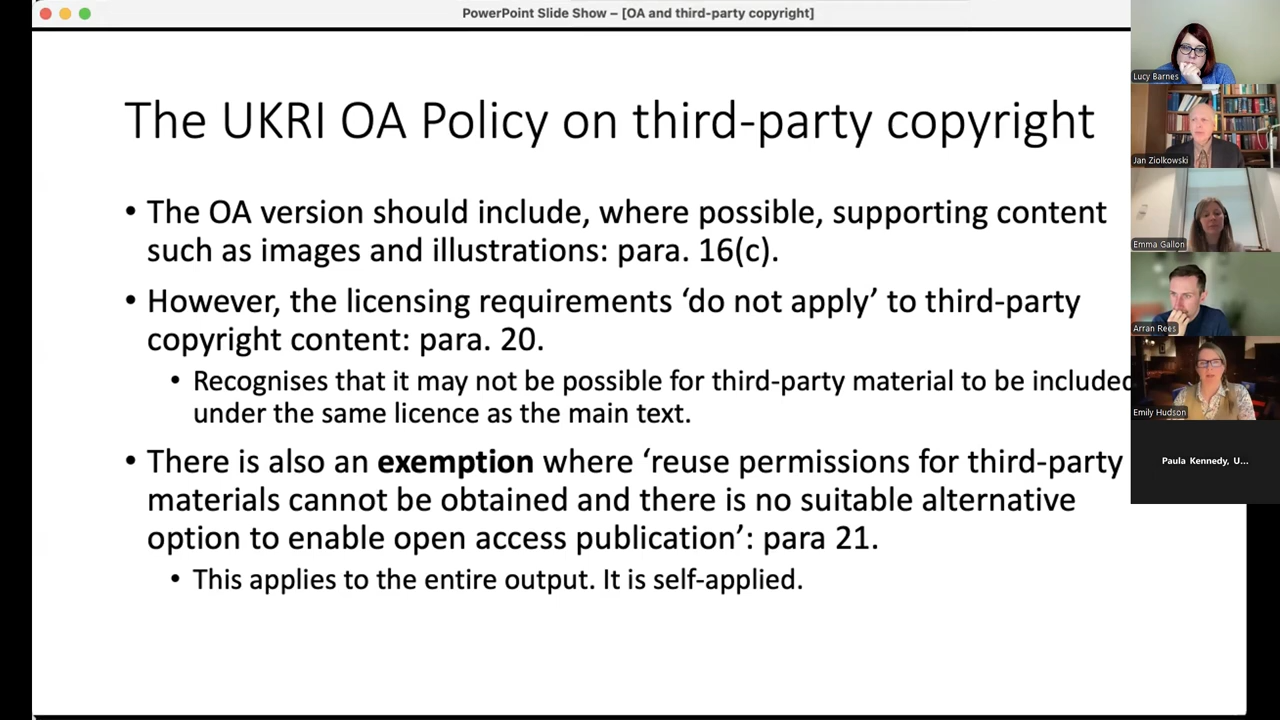 PowerPoint Slide Show – [OA and third-party copyright]
The UKRI OA Policy on third-party copyright
• The OA version should include, where possible, supporting content
such as images and illustrations: para. 16(c).
• However, the licensing requirements ‘do not apply’ to third-party
copyright content: para. 20.
• Recognises that it may not be possible for third-party material to be included
under the same licence as the main text.
• There is also an exemption where ‘reuse permissions for third-party
materials cannot be obtained and there is no suitable alternative
option to enable open access publication’: para 21.
• This applies to the entire output. It is self-applied.
Lucy Barnes
Jan Ziolkowski
Emma Gallon
Arran Rees
Emily Hudson
Paula Kennedy, U...